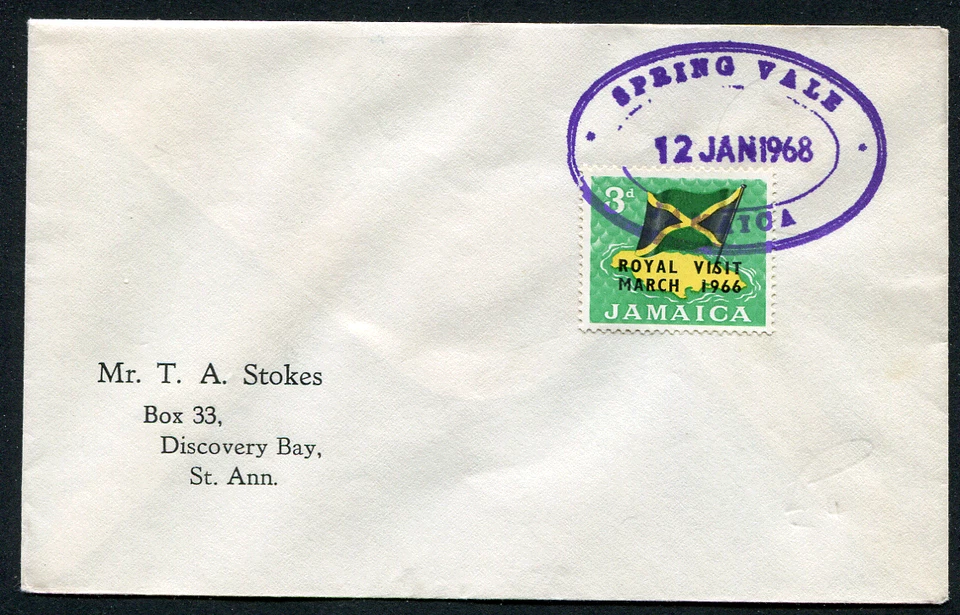 SPRING VALE
12 JAN 1968
3d
ROYAL VISIT
MARCH 1966
JAMAICA
Mr. T. A. Stokes
Box 33,
Discovery Bay,
St. Ann.